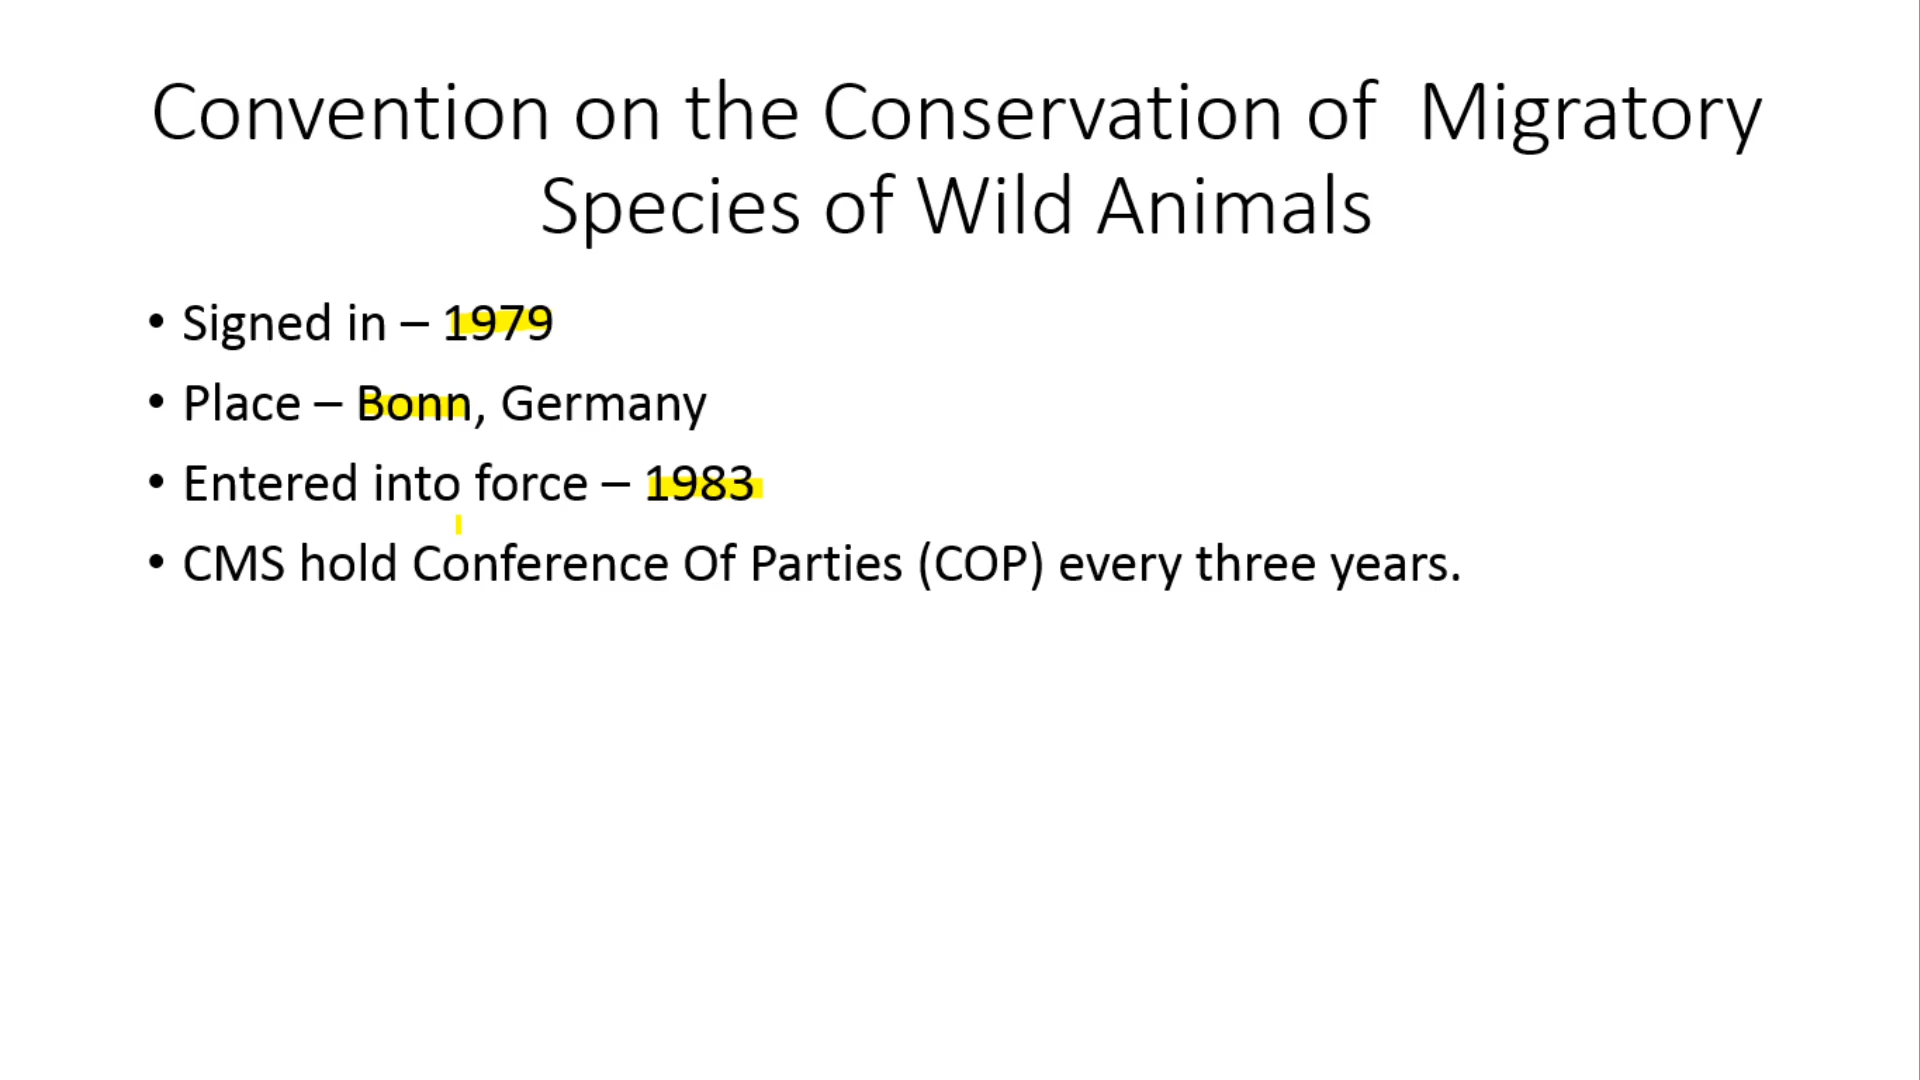 Convention on the Conservation of  Migratory
Species of Wild Animals
• Signed in – 1979
• Place – Bonn, Germany
• Entered into force – 1983
• CMS hold Conference Of Parties (COP) every three years.